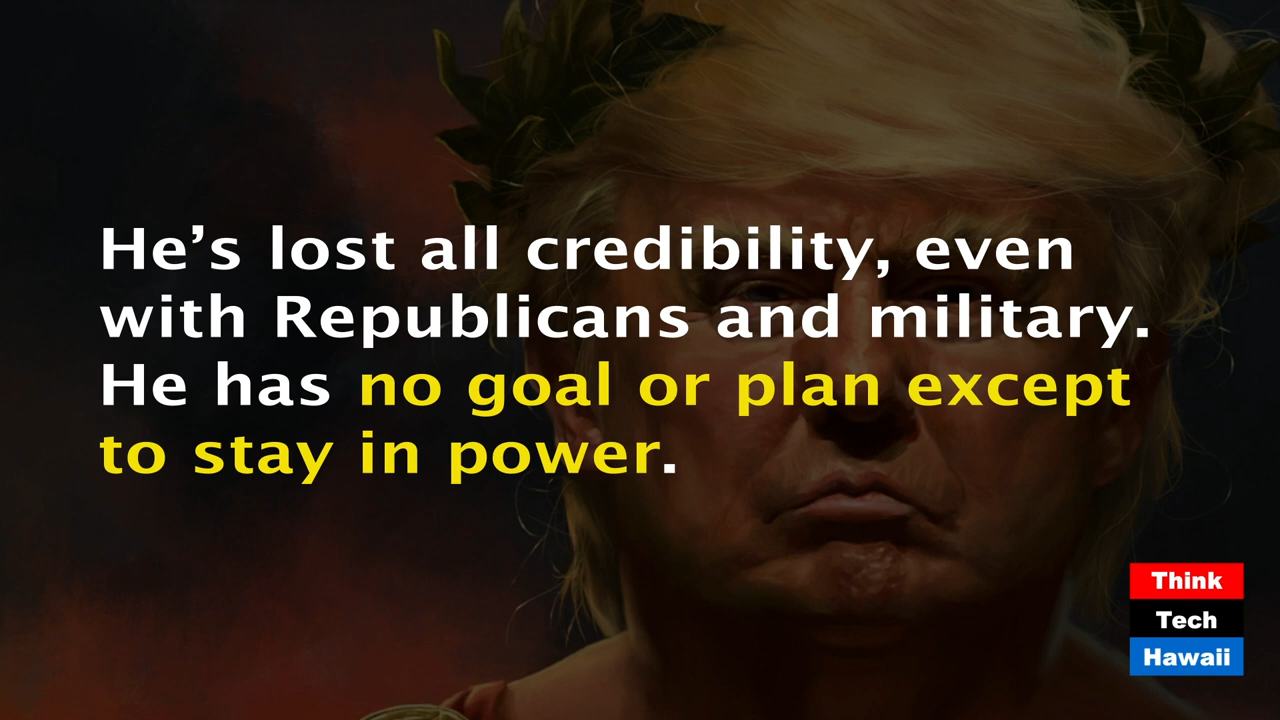 He’s lost all credibility, even
with Republicans and military.
He has no goal or plan except
to stay in power.
Think
Tech
Hawaii